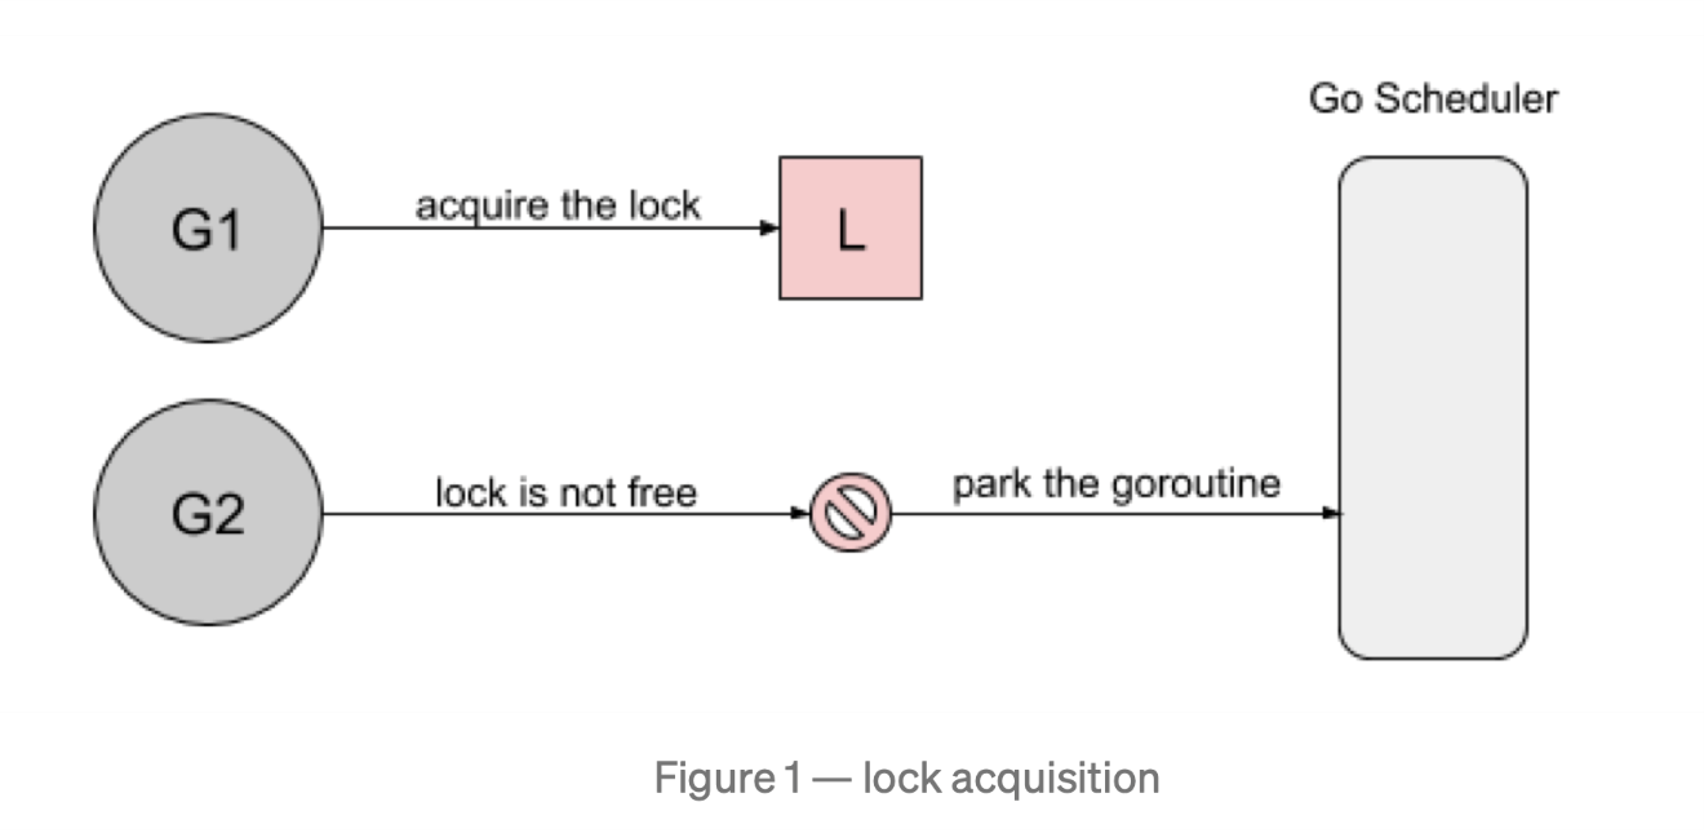 Go Scheduler
G1
acquire the lock
L
G2
lock is not free
park the goroutine
Figure 1 — lock acquisition